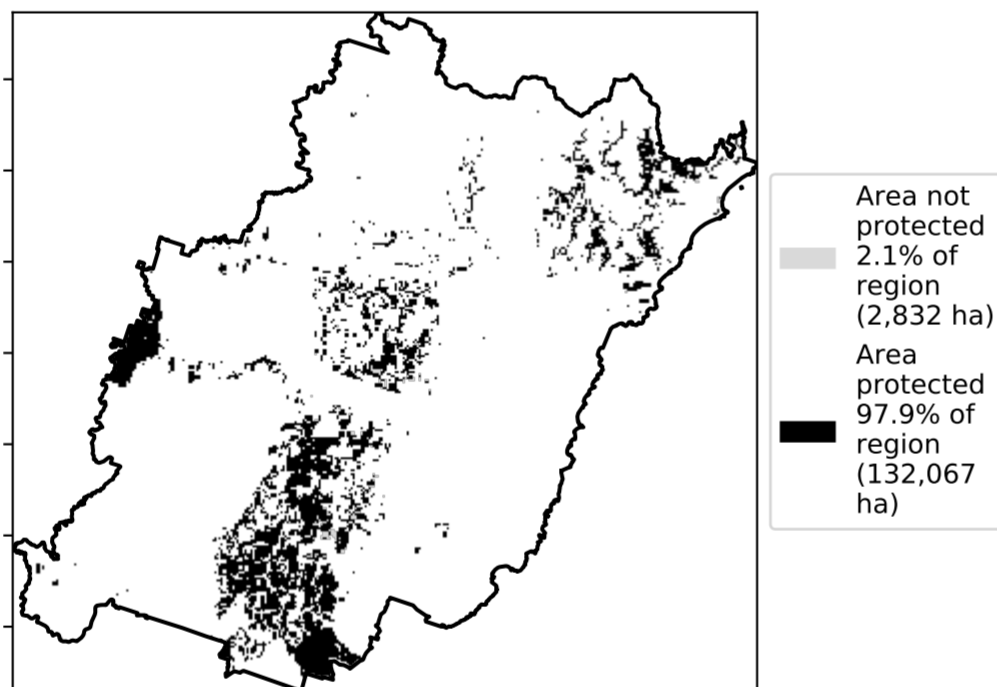 Area not
protected
2.1% of
region
(2,832 ha)
Area
protected
97.9% of
region
(132,067
ha)